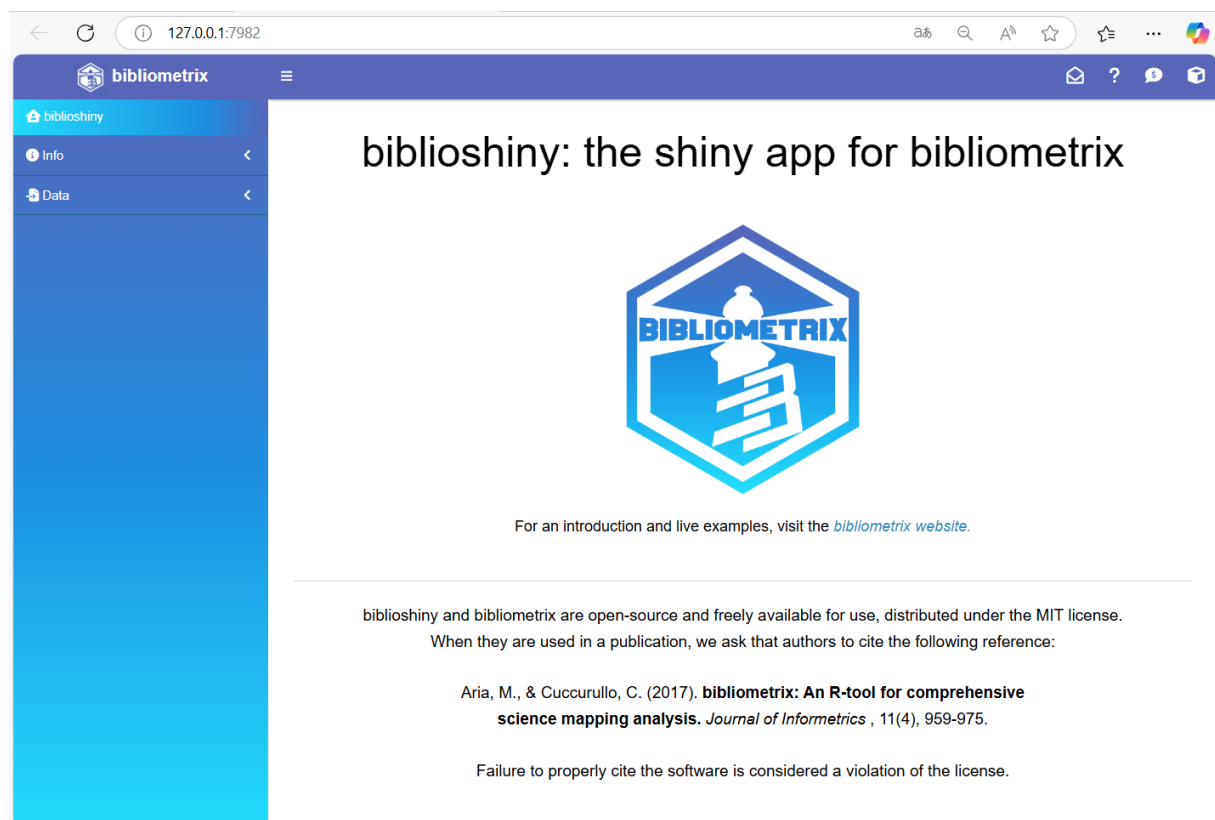 127.0.0.1:7982
bibliometrix
biblioshiny
Info
Data
biblioshiny: the shiny app for bibliometrix
BIBLIOMETRIX
For an introduction and live examples, visit the bibliometrix website.
biblioshiny and bibliometrix are open-source and freely available for use, distributed under the MIT license.
When they are used in a publication, we ask that authors to cite the following reference:
Aria, M., & Cuccurullo, C. (2017). bibliometrix: An R-tool for comprehensive
science mapping analysis. Journal of Informetrics , 11(4), 959-975.
Failure to properly cite the software is considered a violation of the license.